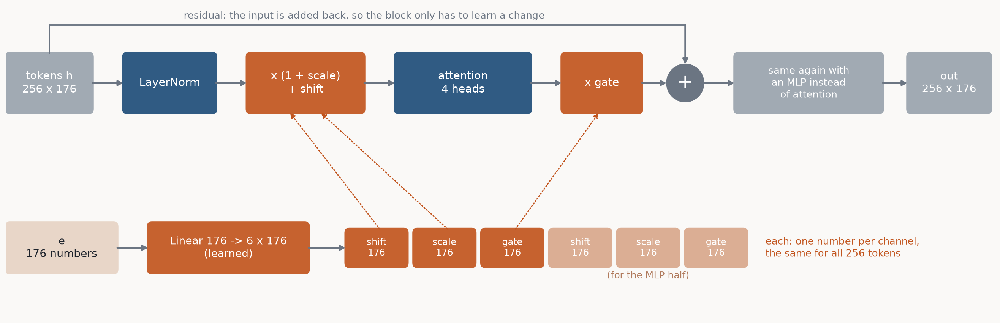 residual: the input is added back, so the block only has to learn a change
tokens h
256 x 176
LayerNorm
x (1 + scale)
+ shift
attention
4 heads
x gate
+
same again with
an MLP instead
of attention
out
256 x 176
e
176 numbers
Linear 176 -> 6 x 176
(learned)
shift
176
scale
176
gate
176
shift
176
scale
176
gate
176
each: one number per channel,
the same for all 256 tokens
(for the MLP half)